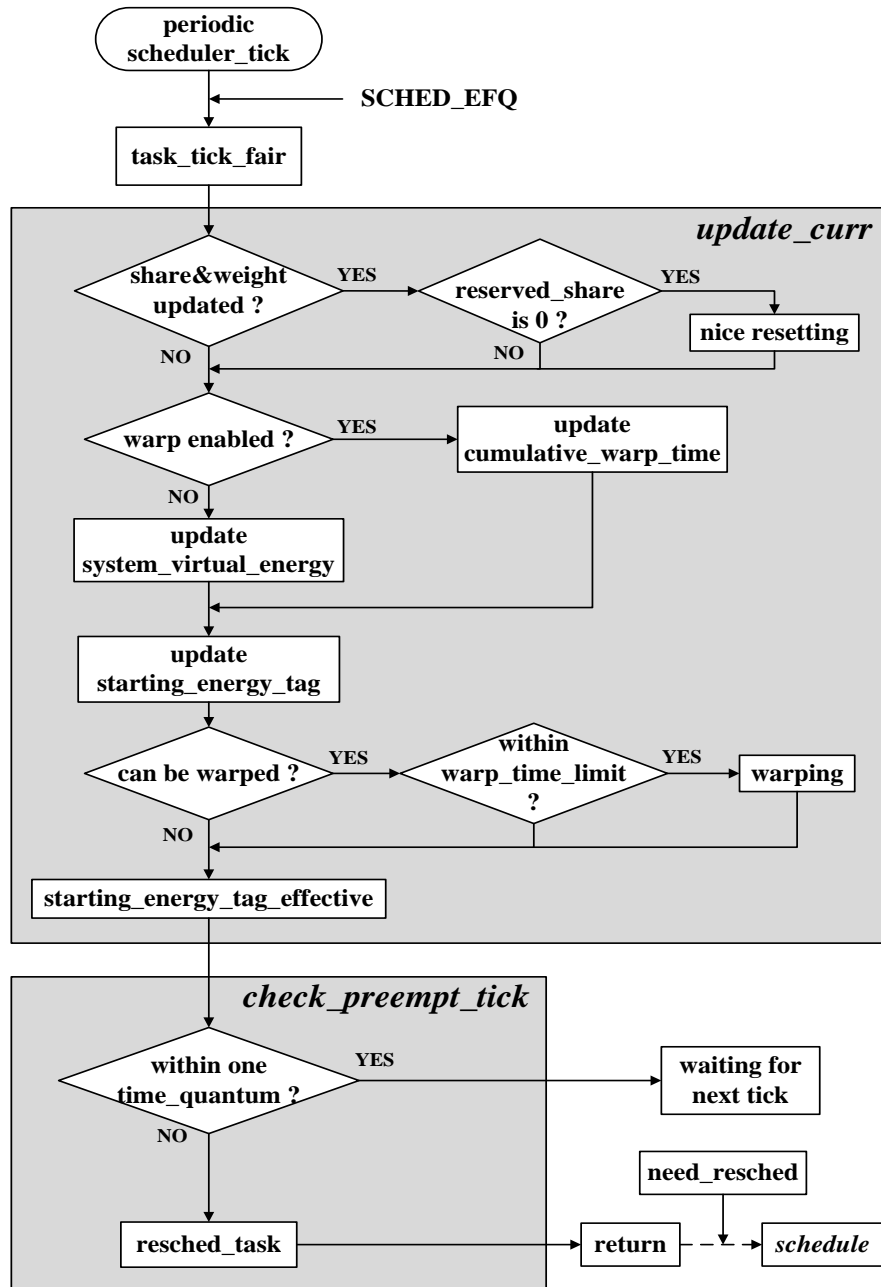 periodic
scheduler_tick
SCHED_EFQ
task_tick_fair
update_curr
share&weight
updated ?
YES
reserved_share
is 0 ?
YES
nice resetting
NO
NO
warp enabled ?
YES
update
cumulative_warp_time
NO
update
system_virtual_energy
update
starting_energy_tag
can be warped ?
YES
within
warp_time_limit
?
YES
warping
NO
starting_energy_tag_effective
check_preempt_tick
within one
time_quantum ?
YES
waiting for
next tick
NO
need_resched
resched_task
return
schedule